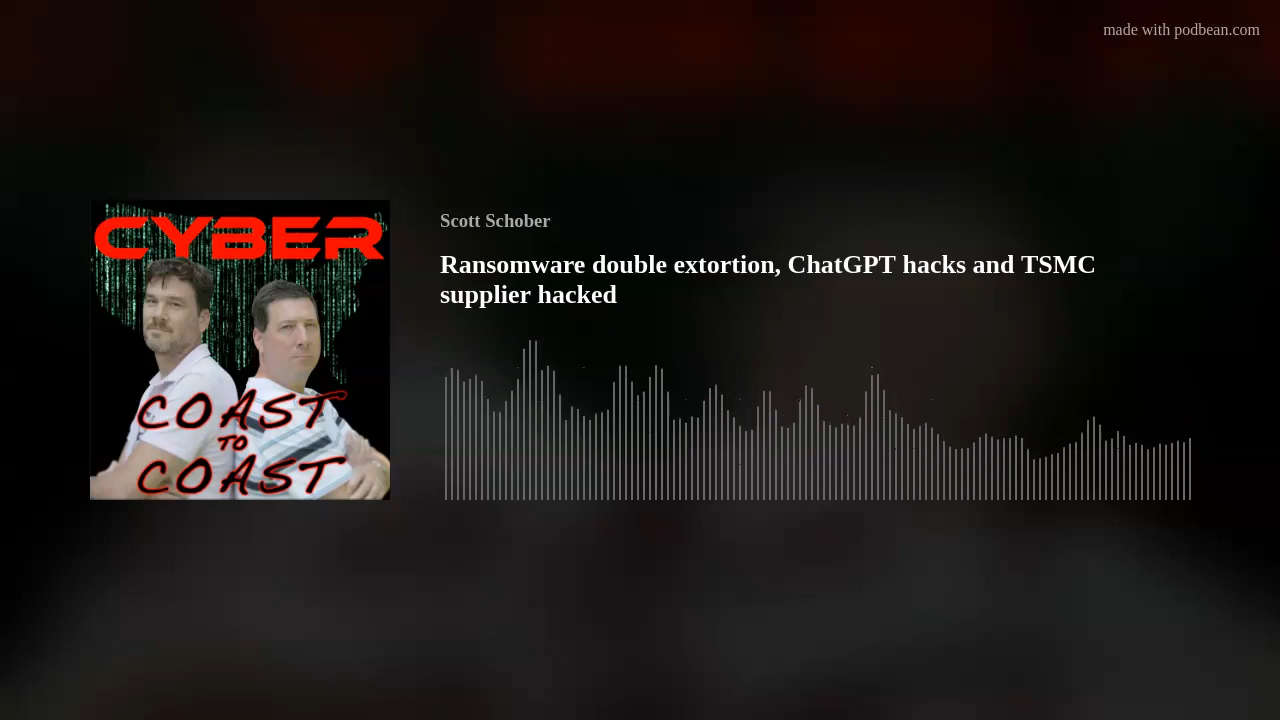 made with podbean.com
CYBER
COAST
TO
COAST
Scott Schober
Ransomware double extortion, ChatGPT hacks and TSMC
supplier hacked